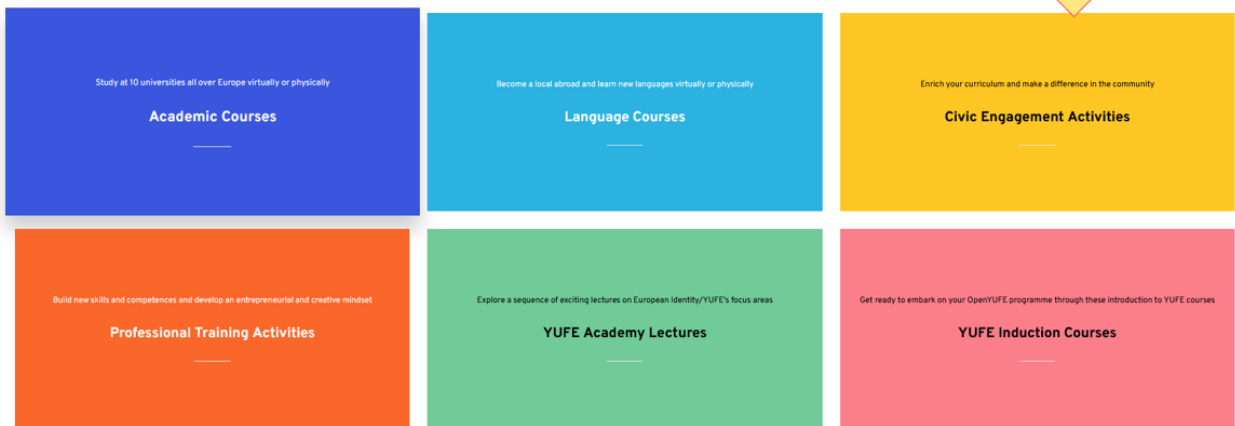 Study at 10 universities all over Europe virtually or physically
Academic Courses
Become a local abroad and learn new languages virtually or physically
Language Courses
Enrich your curriculum and make a difference in the community
Civic Engagement Activities
Build new skills and competences and develop an entrepreneurial and creative mindset
Professional Training Activities
Explore a sequence of exciting lectures on European Identity/YUFE's focus areas
YUFE Academy Lectures
Get ready to embark on your OpenYUFE programme through these introduction to YUFE courses
YUFE Induction Courses